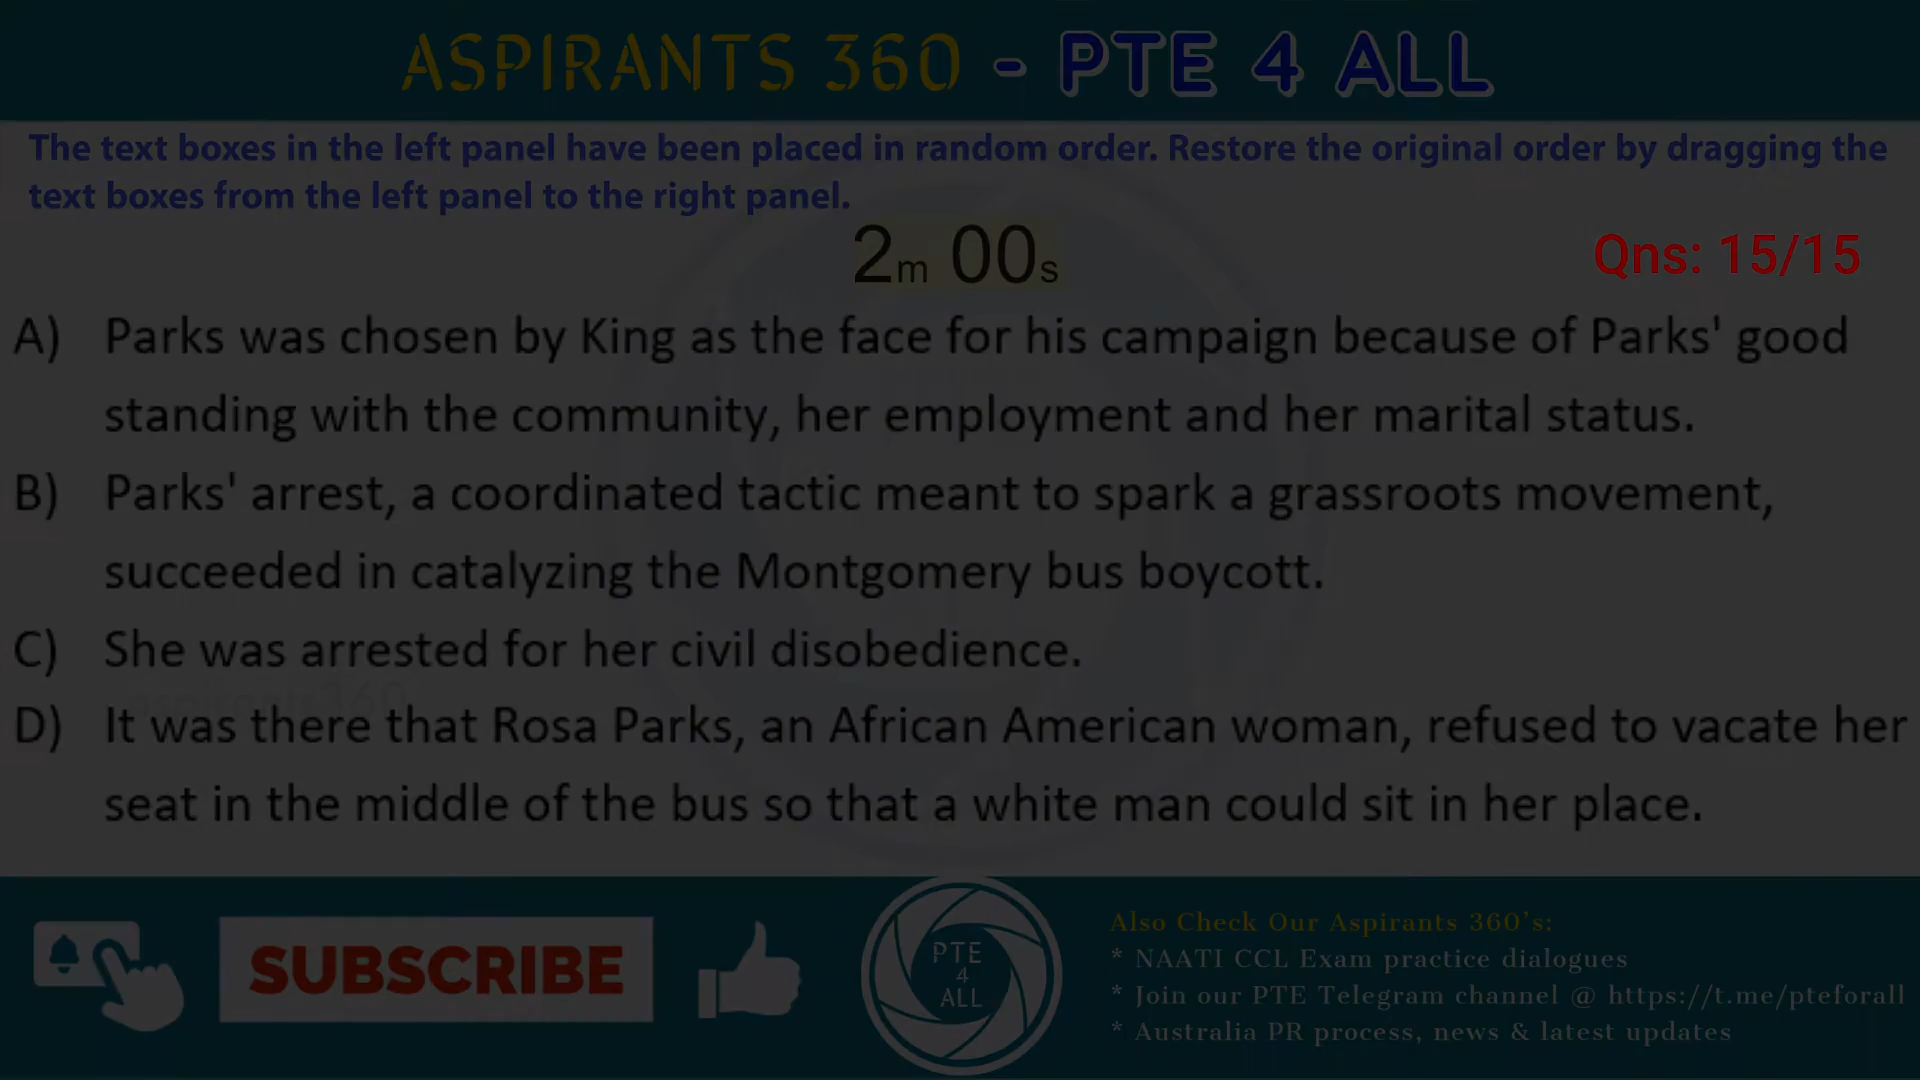 ASPIRANTS 360 - PTE 4 ALL
The text boxes in the left panel have been placed in random order. Restore the original order by dragging the
text boxes from the left panel to the right panel.
2m 00s
Qns: 15/15
A) Parks was chosen by King as the face for his campaign because of Parks' good
standing with the community, her employment and her marital status.
B) Parks' arrest, a coordinated tactic meant to spark a grassroots movement,
succeeded in catalyzing the Montgomery bus boycott.
C) She was arrested for her civil disobedience.
aspirants360
D) It was there that Rosa Parks, an African American woman, refused to vacate her
seat in the middle of the bus so that a white man could sit in her place.
SUBSCRIBE
PTE
4
ALL
Also Check Our Aspirants 360's:
* NAATI CCL Exam practice dialogues
* Join our PTE Telegram channel @ https://t.me/pteforall
* Australia PR process, news & latest updates